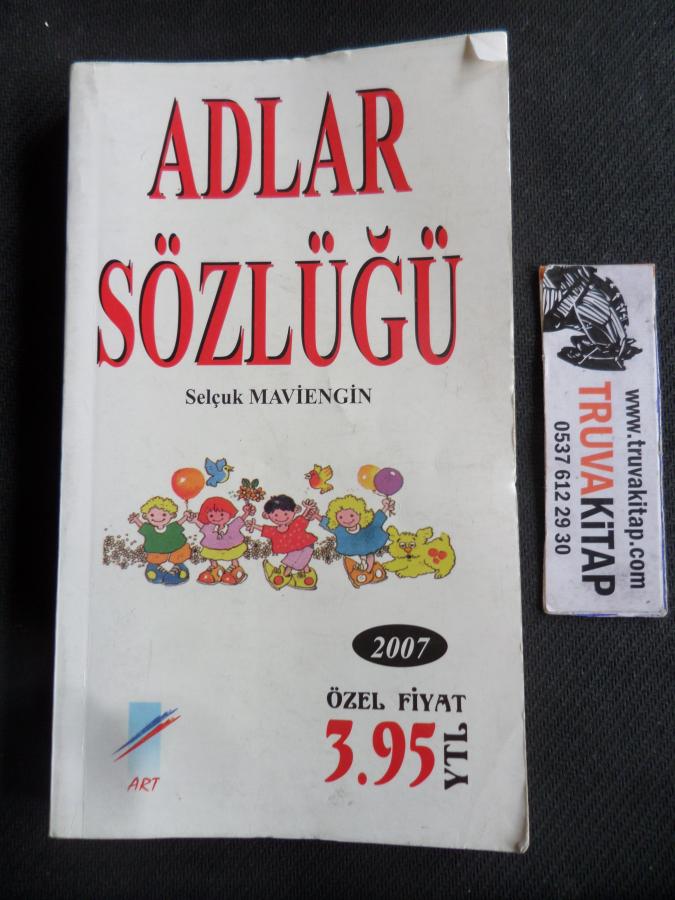 ADLAR
SÖZLÜĞÜ
Selçuk MAVİENGİN
2007
ÖZEL FİYAT
3.95 YTL
ART
www.truvakitap.com
TRUVA KİTAP
0537 612 29 30